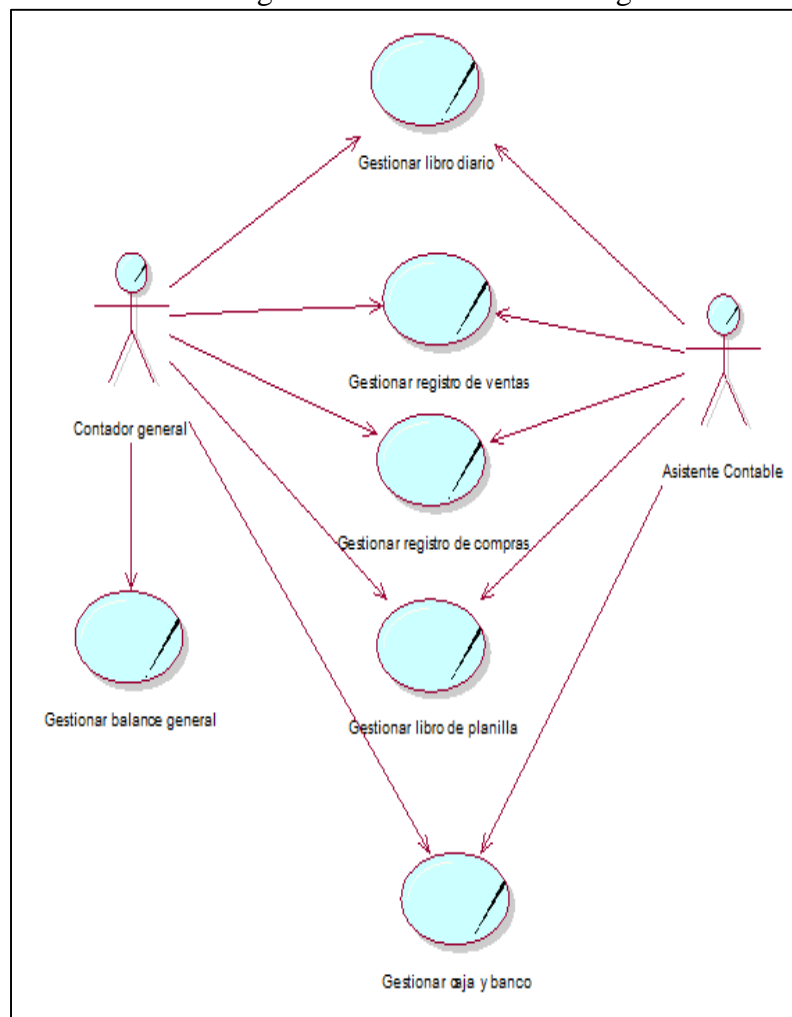 Gestionar libro diario
Gestionar registro de ventas
Contador general
Asistente Contable
Gestionar registro de compras
Gestionar balance general
Gestionar libro de planilla
Gestionar caja y banco